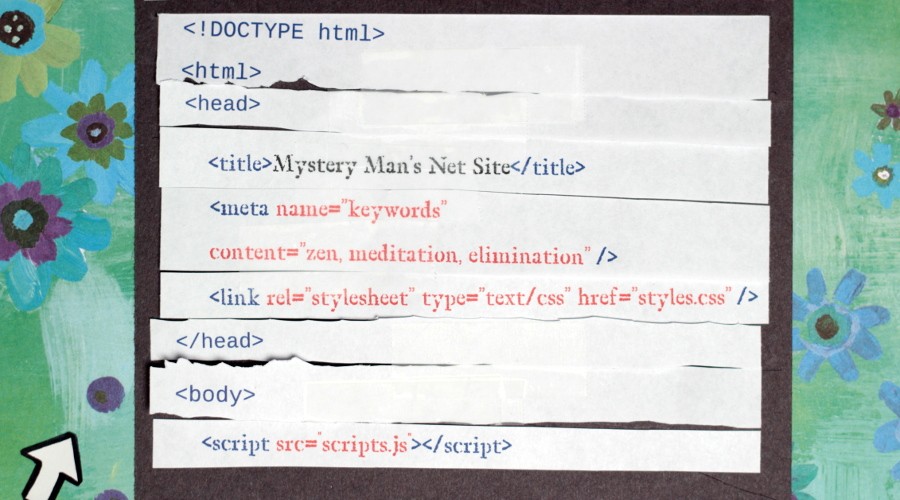 <!DOCTYPE html>
<html>
<head>
<title>Mystery Man's Net Site</title>
<meta name="keywords"
content="zen, meditation, elimination" />
<link rel="stylesheet" type="text/css" href="styles.css" />
</head>
<body>
<script src="scripts.js"></script>